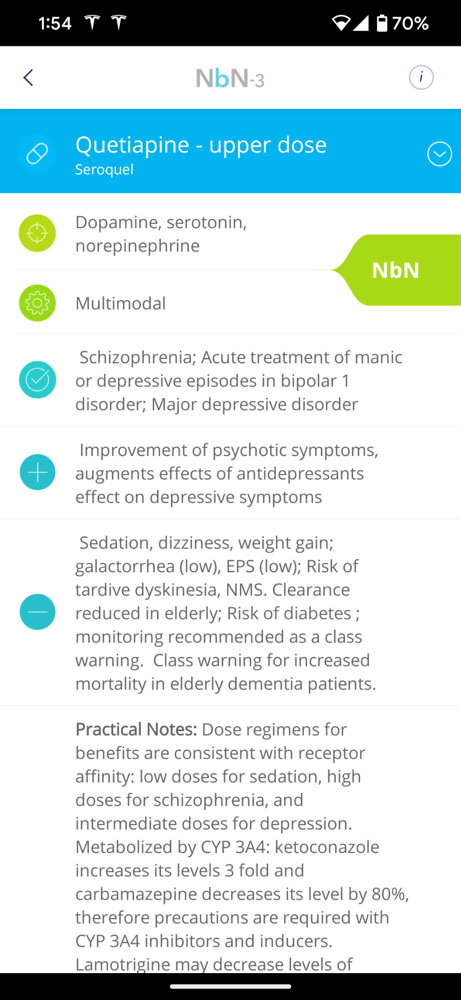 1:54
70%
NbN-3
i
Quetiapine - upper dose
Seroquel
Dopamine, serotonin,
norepinephrine
NbN
Multimodal
Schizophrenia; Acute treatment of manic
or depressive episodes in bipolar 1
disorder; Major depressive disorder
Improvement of psychotic symptoms,
augments effects of antidepressants
effect on depressive symptoms
Sedation, dizziness, weight gain;
galactorrhea (low), EPS (low); Risk of
tardive dyskinesia, NMS. Clearance
reduced in elderly; Risk of diabetes ;
monitoring recommended as a class
warning.  Class warning for increased
mortality in elderly dementia patients.
Practical Notes: Dose regimens for
benefits are consistent with receptor
affinity: low doses for sedation, high
doses for schizophrenia, and
intermediate doses for depression.
Metabolized by CYP 3A4: ketoconazole
increases its levels 3 fold and
carbamazepine decreases its level by 80%,
therefore precautions are required with
CYP 3A4 inhibitors and inducers.
Lamotrigine may decrease levels of